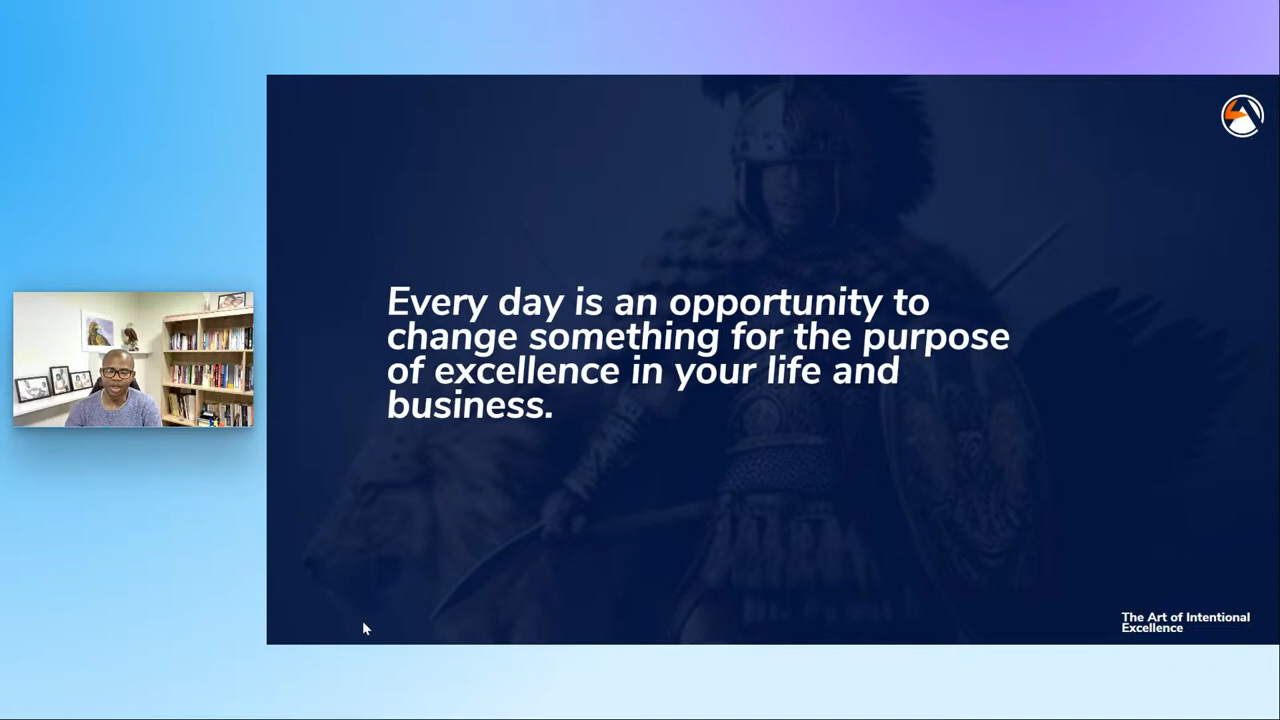 Every day is an opportunity to
change something for the purpose
of excellence in your life and
business.
The Art of Intentional
Excellence